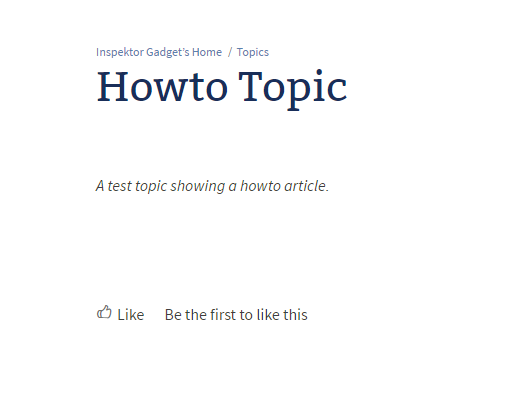 Inspektor Gadget's Home / Topics
Howto Topic
A test topic showing a howto article.
Like Be the first to like this